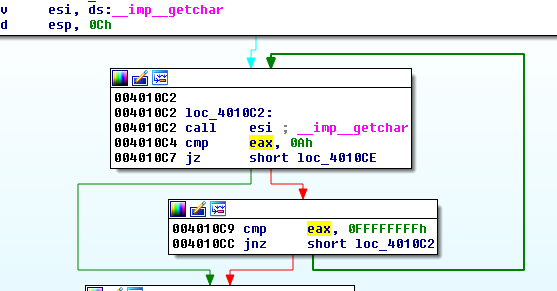 v     esi, ds:__imp__getchar
d     esp, 0Ch
004010C2
004010C2 loc_4010C2:
004010C2 call    esi ; __imp__getchar
004010C4 cmp     eax, 0Ah
004010C7 jz      short loc_4010CE
004010C9 cmp     eax, 0FFFFFFFFh
004010CC jnz     short loc_4010C2